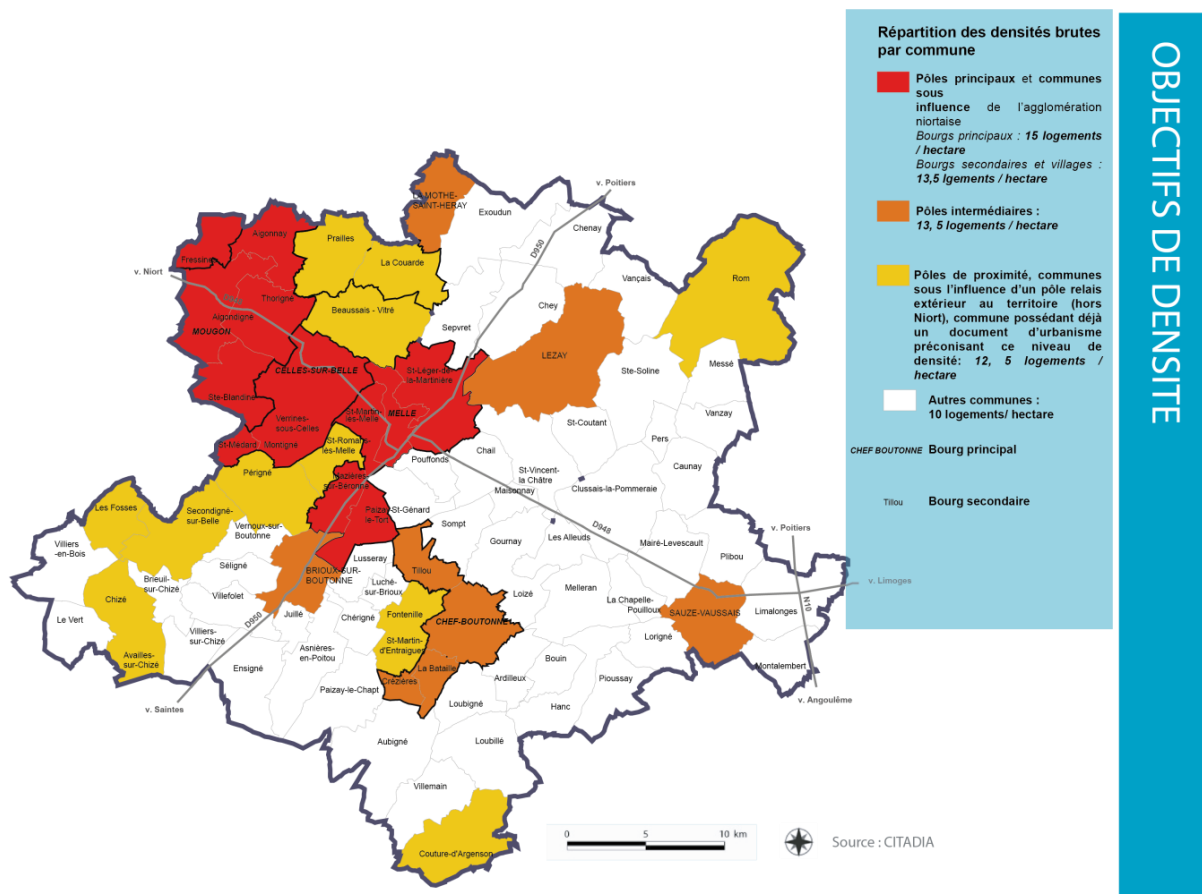 OBJECTIFS DE DENSITE
Répartition des densités brutes
par commune
Pôles principaux et communes
sous
influence de l'agglomération
niortaise
Bourgs principaux : 15 logements
/ hectare
Bourgs secondaires et villages :
13,5 lgements / hectare
Pôles intermédiaires :
13, 5 logements / hectare
Pôles de proximité, communes
sous l'influence d'un pôle relais
extérieur au territoire (hors
Niort), commune possédant déjà
un document d'urbanisme
préconisant ce niveau de
densité: 12, 5 logements /
hectare
Autres communes :
10 logements/ hectare
CHEF BOUTONNE Bourg principal
Tillou Bourg secondaire
v. Poitiers
LA MOTHE-
SAINT-HERAY
Exoudun
Chenay
D950
Aigonnay
Fressines
Prailles
La Couarde
v. Niort
Vançais
Rom
Thorigné
Aigondigné
MOUGON
Beaussais - Vitré
Chey
Sepvret
LEZAY
Messé
Ste-Soline
CELLES-SUR-BELLE
St-Léger-de-
la-Martinière
Ste-Blandine
Verrines-
sous-Celles
St-Martin-
lès-Melle
MELLE
Vanzay
St-Coutant
St-Médard
Montigné
St-Romans-
lès-Melle
Pers
Chail
Pouffonds
Caunay
Périgné
Mazières-
sur-Béronne
St-Vincent-
la Châtre
Maisonnay
Clussais-la-Pommeraie
Les Fosses
Secondigné-
sur-Belle
Paizay-
le-Tort
St-Génard
Sompt
Vernoux-sur-
Boutonne
Gournay
Les Alleuds
D948
v. Poitiers
Villiers
-en-Bois
Mairé-Levescault
Plibou
Lusseray
Séligné
BRIOUX-SUR-
BOUTONNE
Tillou
v. Limoges
Brieuil-
sur-Chizé
Luché-
sur-Brioux
Melleran
Chizé
Villefolet
Loizé
La Chapelle-
Pouilloux
SAUZE-VAUSSAIS
Limalonges
N10
Juillé
Chérigné
Fontenille
Le Vert
CHEF-BOUTONNE
D950
Villiers-
sur-Chizé
St-Martin-
d'Entraigues
Lorigné
Availles-
sur-Chizé
Ensigné
Asnières-
en-Poitou
La Bataille
Bouin
Montalembert
Crézières
Ardilleux
Pioussay
Paizay-le-Chapt
v. Saintes
Loubigné
Hanc
v. Angoulême
Aubigné
Loubillé
Villemain
Couture-d'Argenson
0 5 10 km
Source : CITADIA